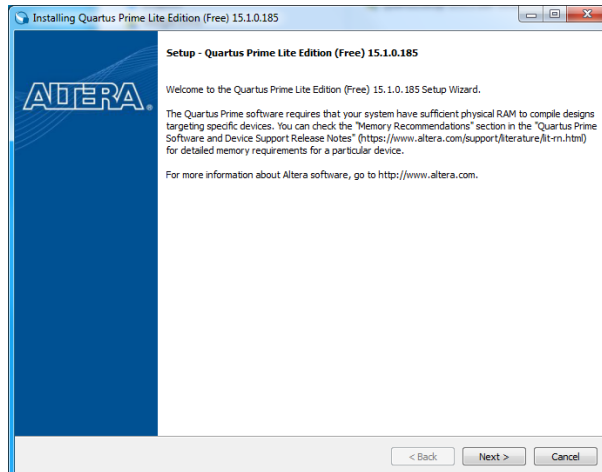 Installing Quartus Prime Lite Edition (Free) 15.1.0.185
Setup - Quartus Prime Lite Edition (Free) 15.1.0.185
ALTERA®
Welcome to the Quartus Prime Lite Edition (Free) 15.1.0.185 Setup Wizard.
The Quartus Prime software requires that your system have sufficient physical RAM to compile designs
targeting specific devices. You can check the "Memory Recommendations" section in the "Quartus Prime
Software and Device Support Release Notes" (https://www.altera.com/support/literature/lit-rn.html)
for detailed memory requirements for a particular device.
For more information about Altera software, go to http://www.altera.com.
< Back Next > Cancel